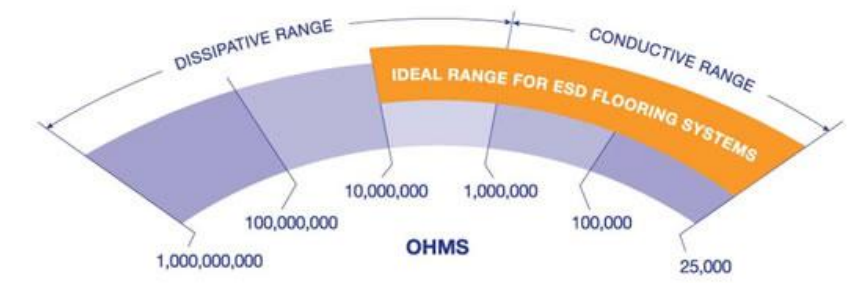 DISSIPATIVE RANGE
CONDUCTIVE RANGE
IDEAL RANGE FOR ESD FLOORING SYSTEMS
1,000,000,000
100,000,000
10,000,000
1,000,000
100,000
25,000
OHMS